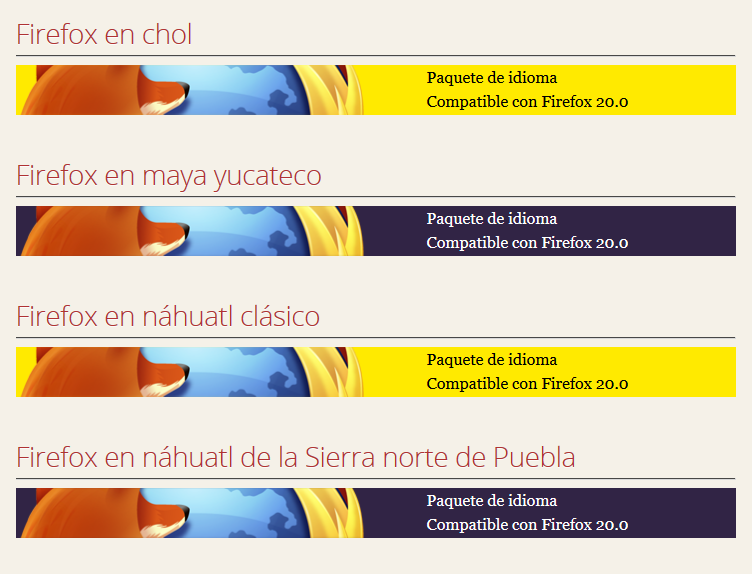 Firefox en chol
Paquete de idioma
Compatible con Firefox 20.0
Firefox en maya yucateco
Paquete de idioma
Compatible con Firefox 20.0
Firefox en náhuatl clásico
Paquete de idioma
Compatible con Firefox 20.0
Firefox en náhuatl de la Sierra norte de Puebla
Paquete de idioma
Compatible con Firefox 20.0